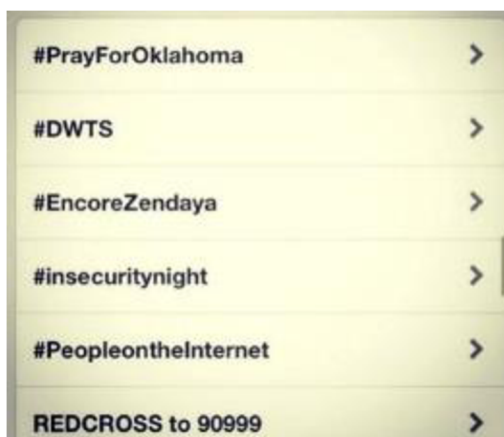 #PrayForOklahoma
#DWTS
#EncoreZendaya
#insecuritynight
#PeopleontheInternet
REDCROSS to 90999